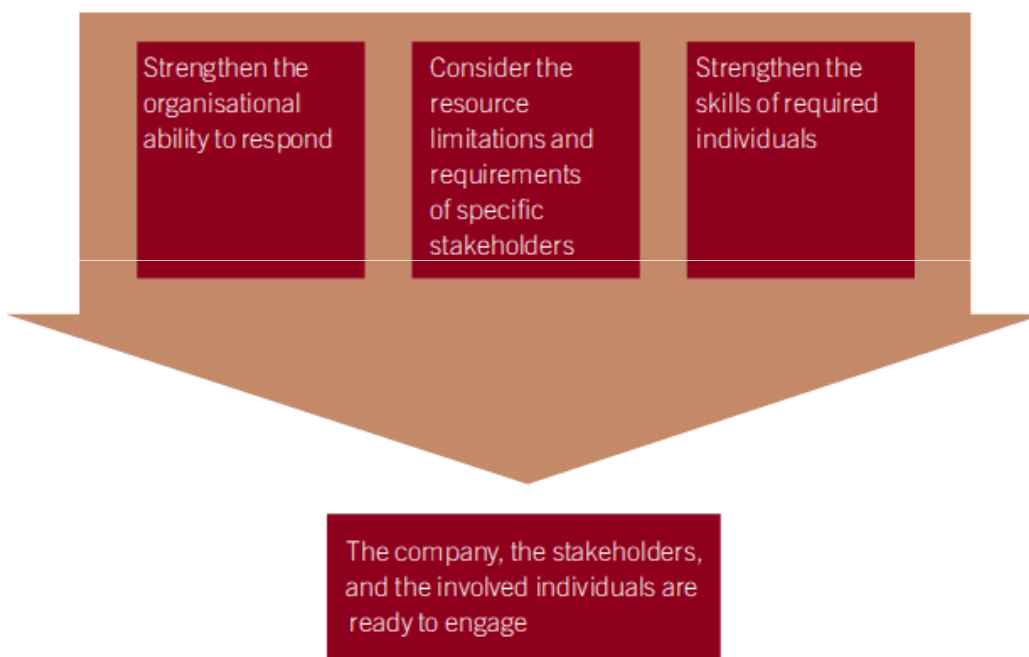 Strengthen the
organisational
ability to respond
Consider the
resource
limitations and
requirements
of specific
stakeholders
Strengthen the
skills of required
individuals
The company, the stakeholders,
and the involved individuals are
ready to engage